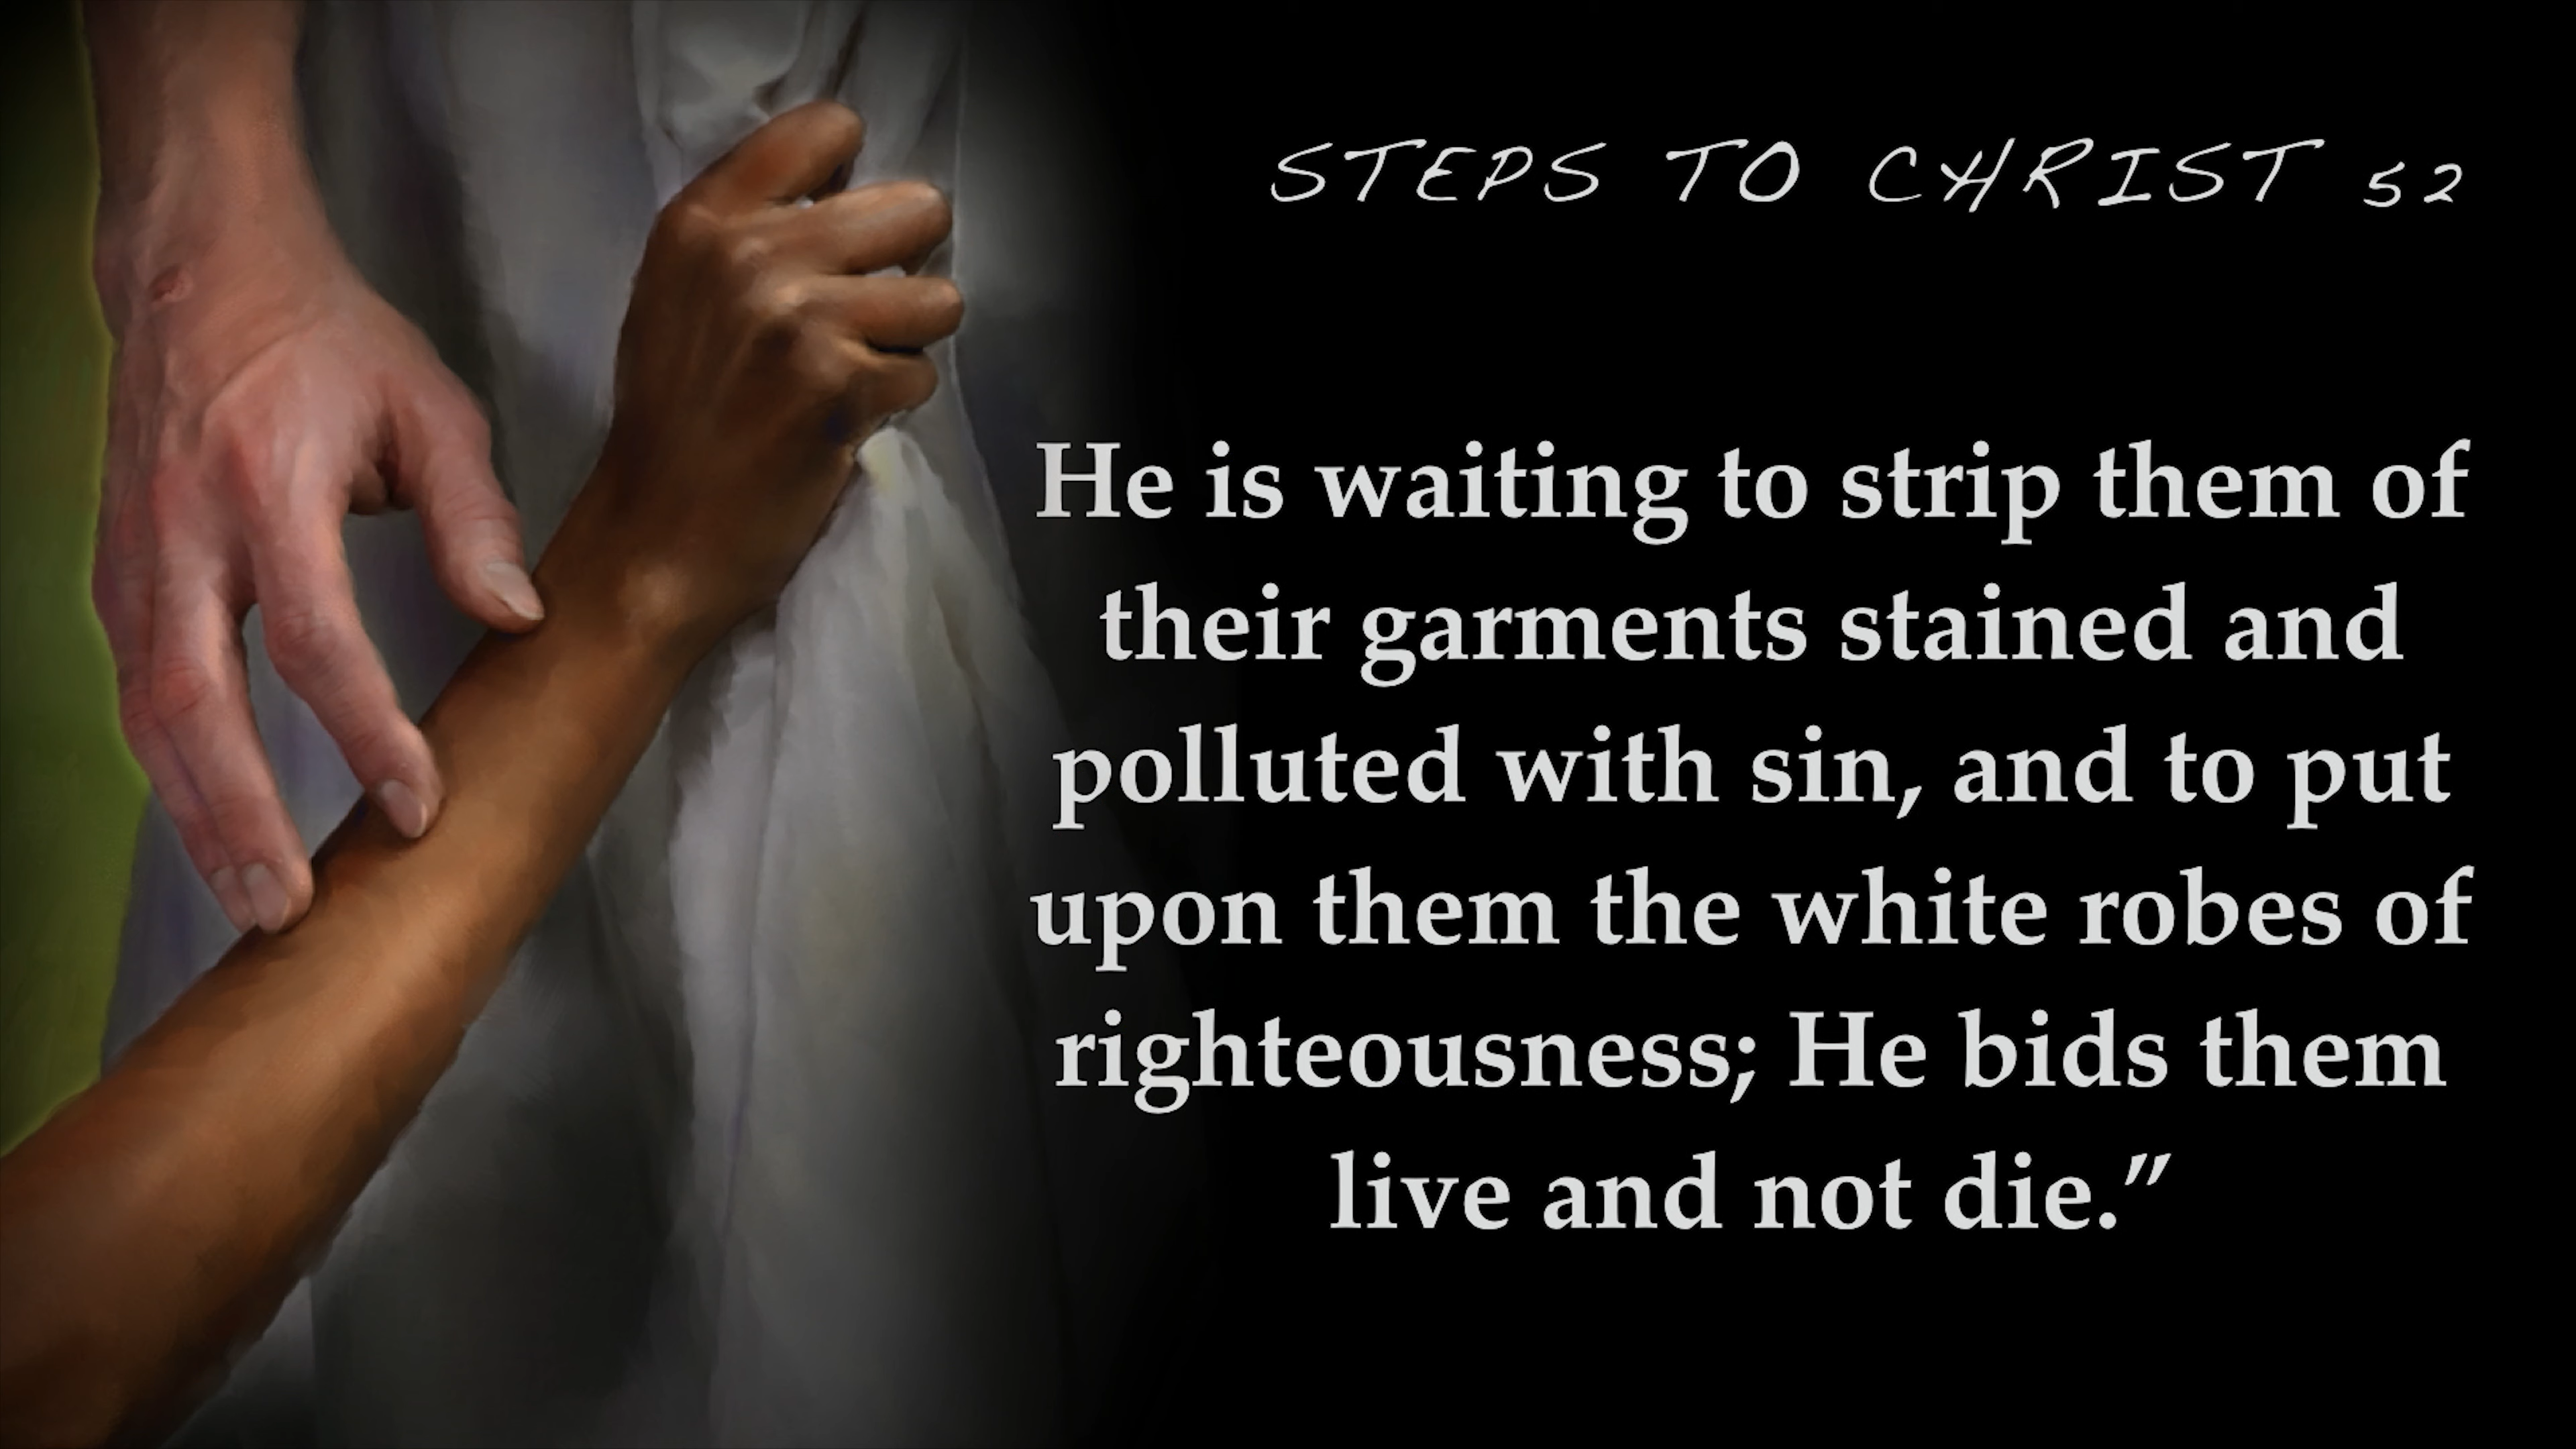 STEPS TO CHRIST 52
He is waiting to strip them of
their garments stained and
polluted with sin, and to put
upon them the white robes of
righteousness; He bids them
live and not die.”